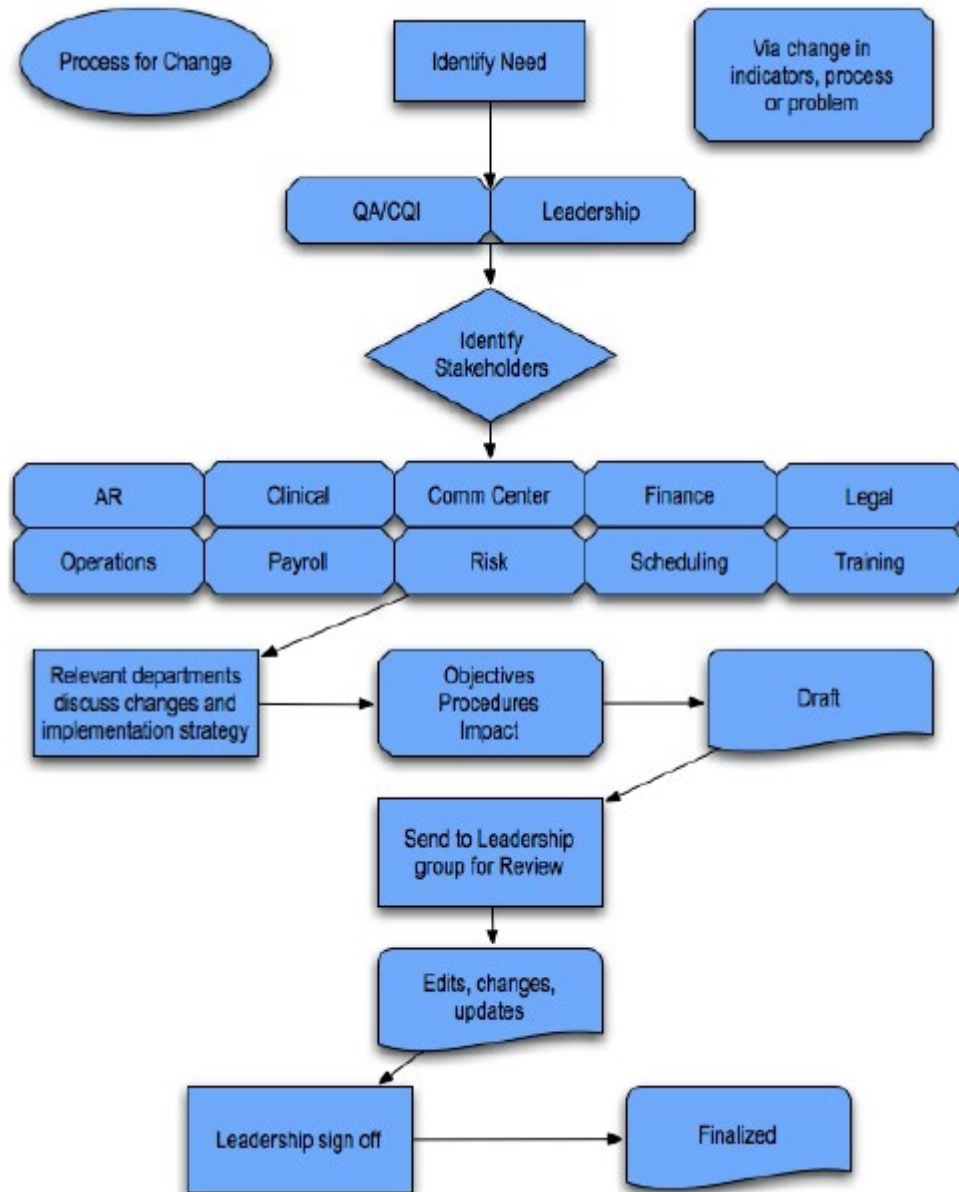 Process for Change
Identify Need
Via change in
indicators, process
or problem
QA/CQI
Leadership
Identify
Stakeholders
AR
Clinical
Comm Center
Finance
Legal
Operations
Payroll
Risk
Scheduling
Training
Relevant departments
discuss changes and
implementation strategy
Objectives
Procedures
Impact
Draft
Send to Leadership
group for Review
Edits, changes,
updates
Leadership sign off
Finalized